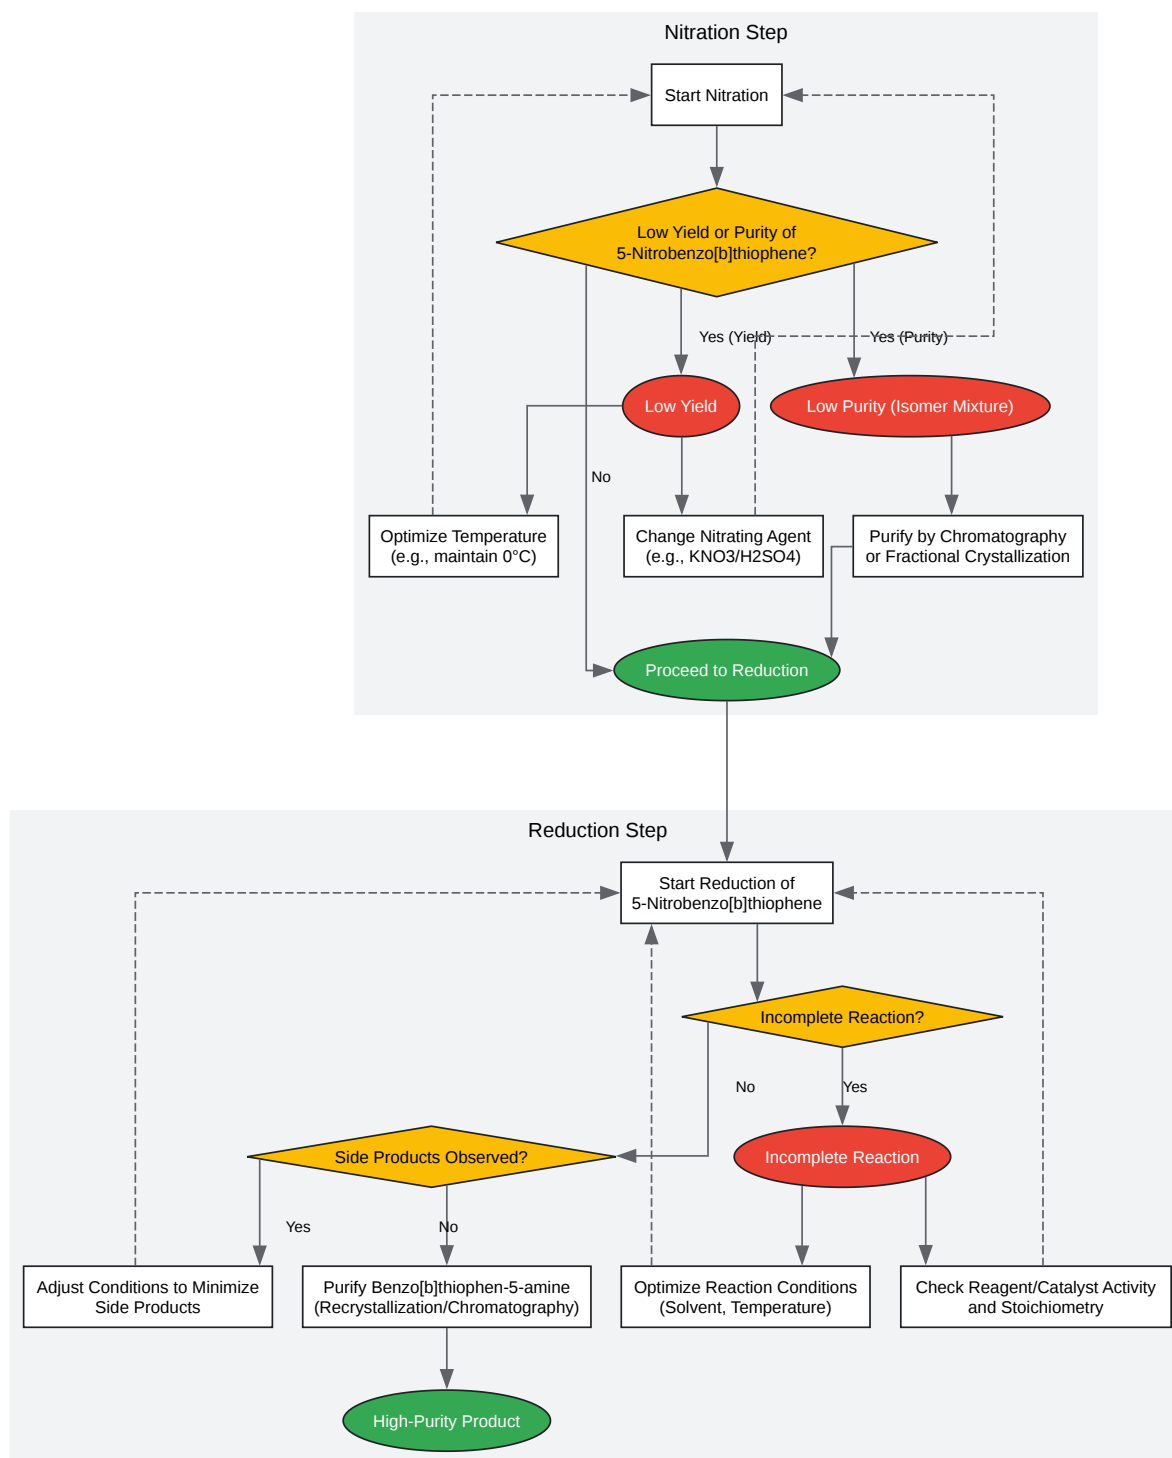 Nitration Step
Start Nitration
Low Yield or Purity of
5-Nitrobenzo[b]thiophene?
Yes (Yield)
Yes (Purity)
Low Yield
Low Purity (Isomer Mixture)
No
Optimize Temperature
(e.g., maintain 0°C)
Change Nitrating Agent
(e.g., KNO3/H2SO4)
Purify by Chromatography
or Fractional Crystallization
Proceed to Reduction
Reduction Step
Start Reduction of
5-Nitrobenzo[b]thiophene
Incomplete Reaction?
No
Yes
Side Products Observed?
Incomplete Reaction
Yes
No
Adjust Conditions to Minimize
Side Products
Purify Benzo[b]thiophen-5-amine
(Recrystallization/Chromatography)
Optimize Reaction Conditions
(Solvent, Temperature)
Check Reagent/Catalyst Activity
and Stoichiometry
High-Purity Product